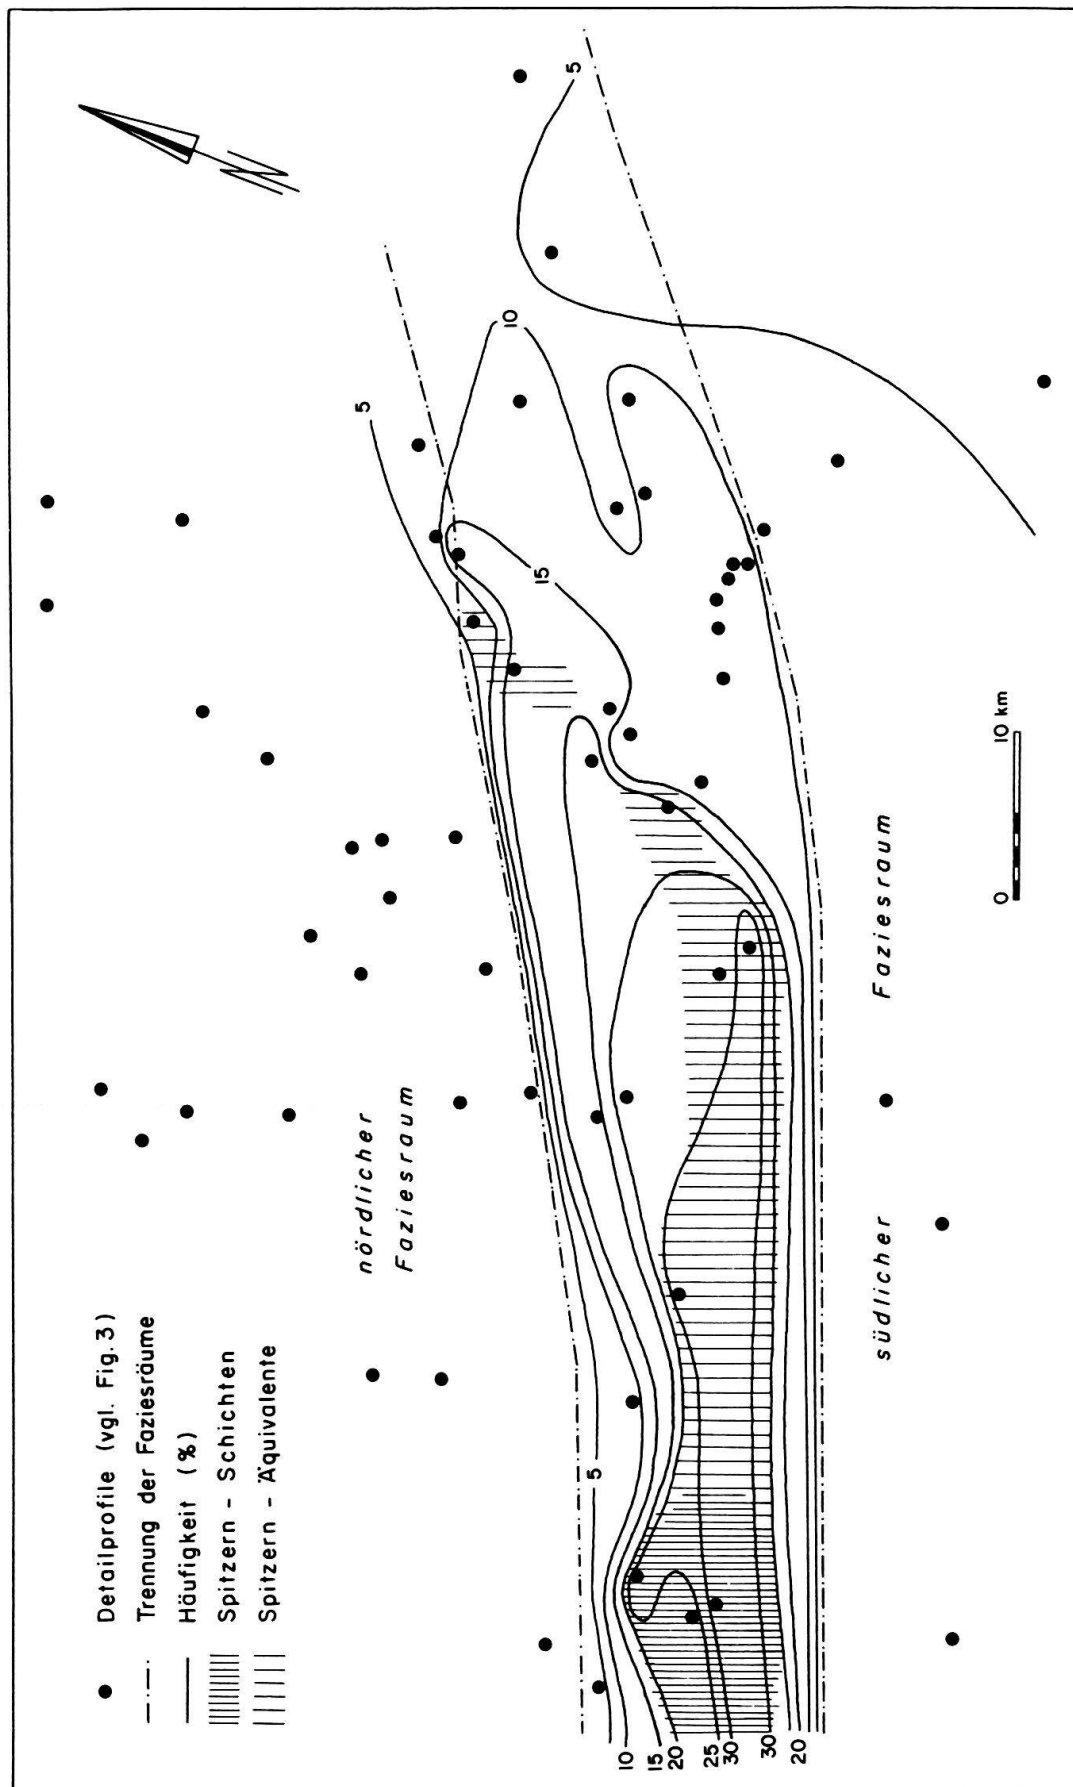 Detailprofile (vgl. Fig. 3)
Trennung der Faziesräume
Häufigkeit (%)
Spitzern - Schichten
Spitzern - Äquivalente
N
nördlicher
Faziesraum
südlicher Faziesraum
0 10 km
5
10
5
5
15
5
10
15
20
25
30
30
20